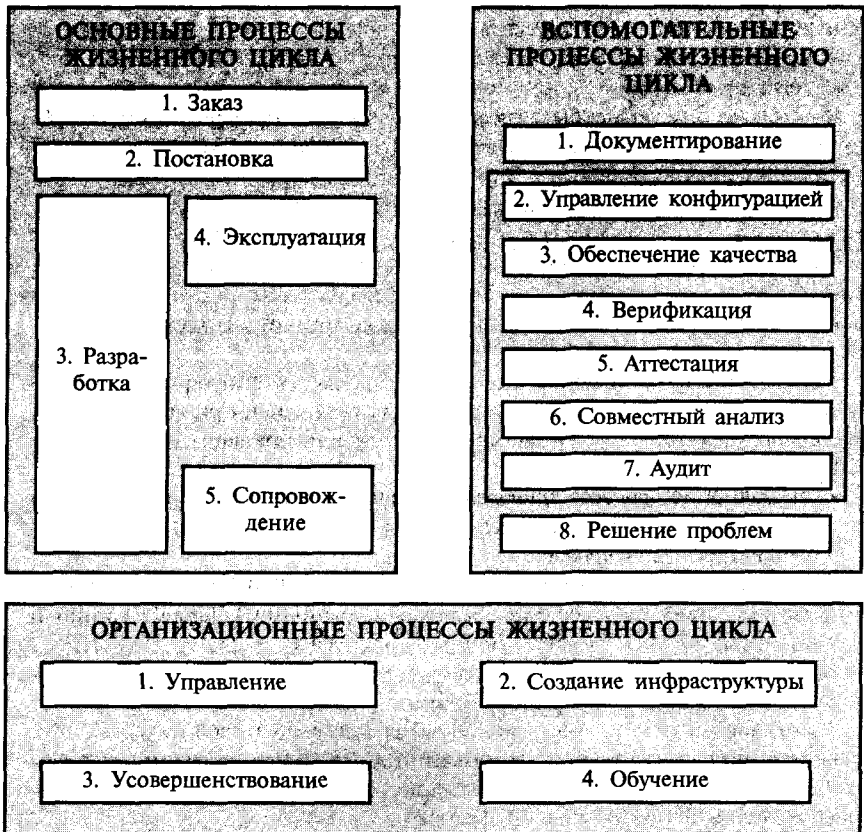 ОСНОВНЫЕ ПРОЦЕССЫ
ЖИЗНЕННОГО ЦИКЛА
1. Заказ
2. Постановка
3. Разра-
ботка
4. Эксплуатация
5. Сопровож-
дение
ВСПОМОГАТЕЛЬНЫЕ
ПРОЦЕССЫ ЖИЗНЕННОГО
ЦИКЛА
1. Документирование
2. Управление конфигурацией
3. Обеспечение качества
4. Верификация
5. Аттестация
6. Совместный анализ
7. Аудит
8. Решение проблем
ОРГАНИЗАЦИОННЫЕ ПРОЦЕССЫ ЖИЗНЕННОГО ЦИКЛА
1. Управление
2. Создание инфраструктуры
3. Усовершенствование
4. Обучение